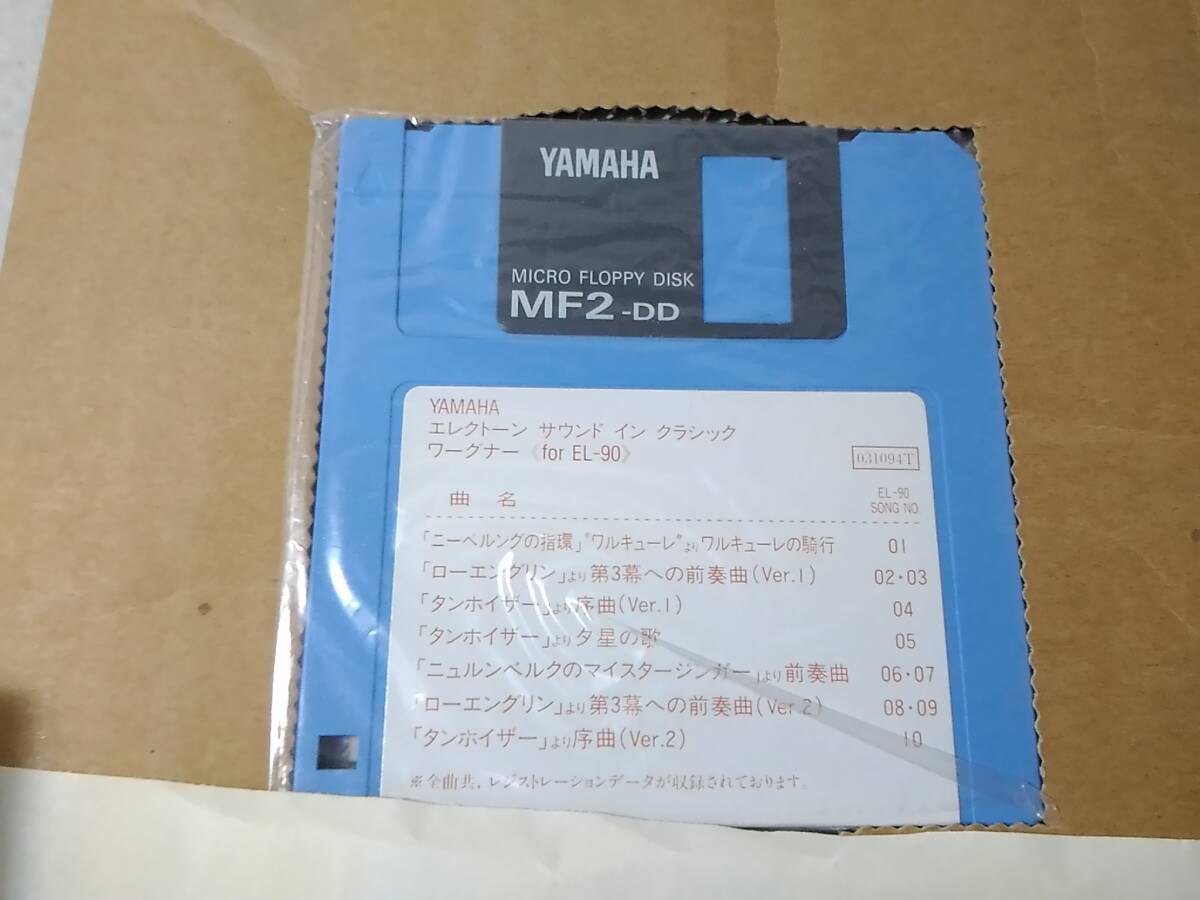 YAMAHA
MICRO FLOPPY DISK
MF2-DD
YAMAHA
エレクトーン サウンド イン クラシック
ワーグナー《for EL-90》
031094T
曲 名
EL-90
SONG NO.
「ニーベルングの指環」"ワルキューレ"よりワルキューレの騎行 01
「ローエングリン」より第3幕への前奏曲(Ver.1) 02・03
「タンホイザー」より序曲(Ver.1) 04
「タンホイザー」より夕星の歌 05
「ニュルンベルクのマイスタージンガー」より前奏曲 06・07
「ローエングリン」より第3幕への前奏曲(Ver.2) 08・09
「タンホイザー」より序曲(Ver.2) 10
※全曲共，レジストレーションデータが収録されております。